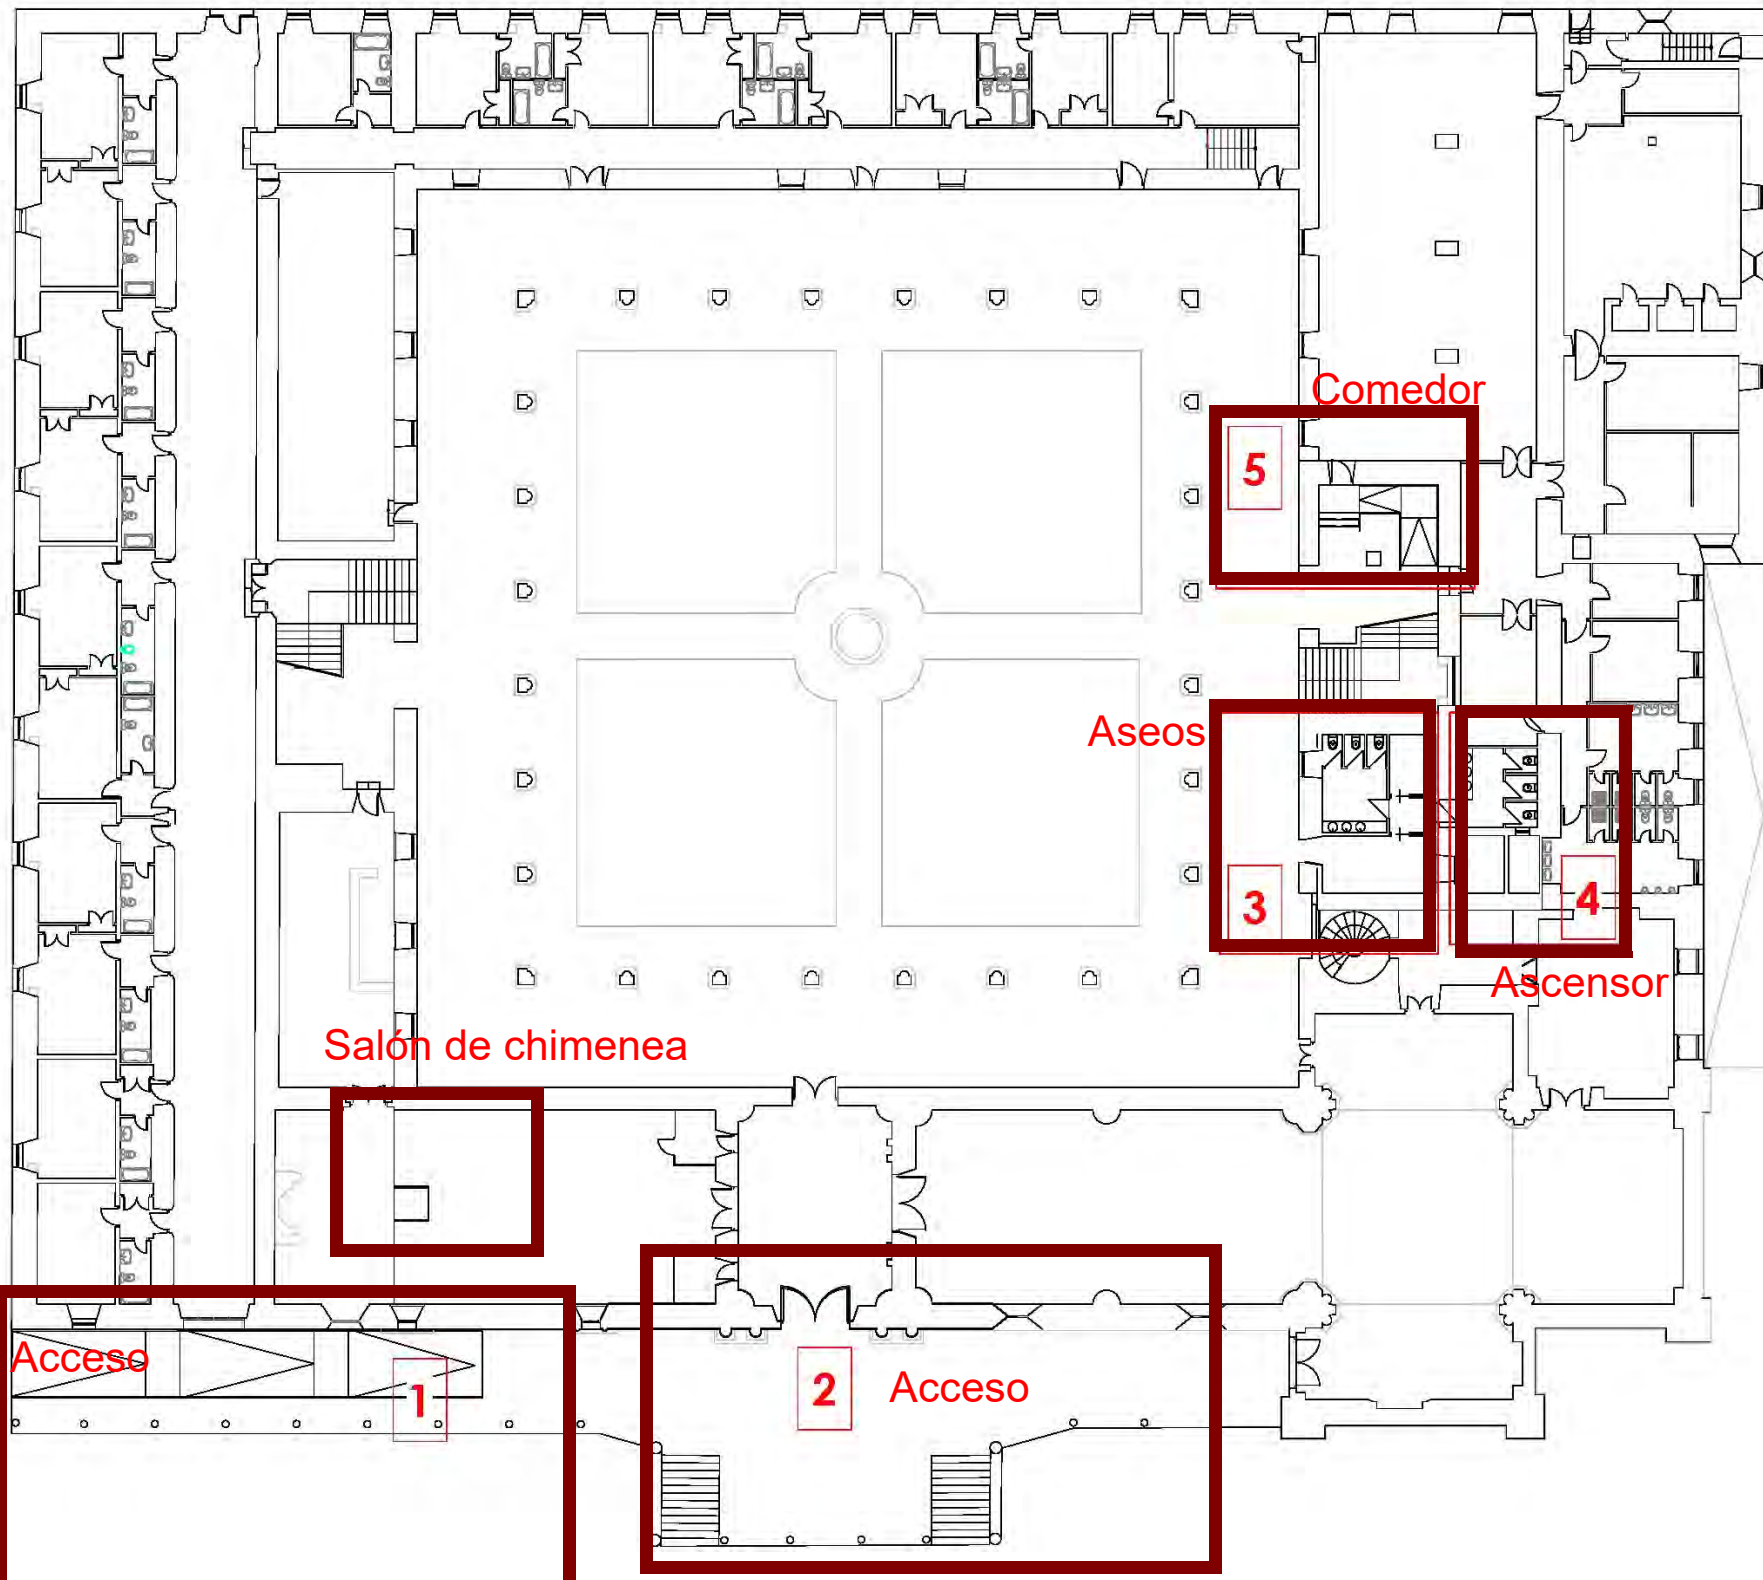 Comedor
5
Aseos
3
4
Ascensor
Salón de chimenea
Acceso
1
2
Acceso